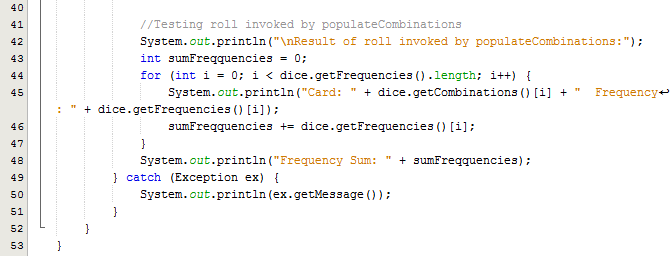 40
41 //Testing roll invoked by populateCombinations
42 System.out.println("\nResult of roll invoked by populateCombinations:");
43 int sumFreqquencies = 0;
44 for (int i = 0; i < dice.getFrequencies().length; i++) {
45 System.out.println("Card: " + dice.getCombinations()[i] + "  Frequency↩
: " + dice.getFrequencies()[i]);
46 sumFreqquencies += dice.getFrequencies()[i];
47 }
48 System.out.println("Frequency Sum: " + sumFreqquencies);
49 } catch (Exception ex) {
50 System.out.println(ex.getMessage());
51 }
52 }
53 }